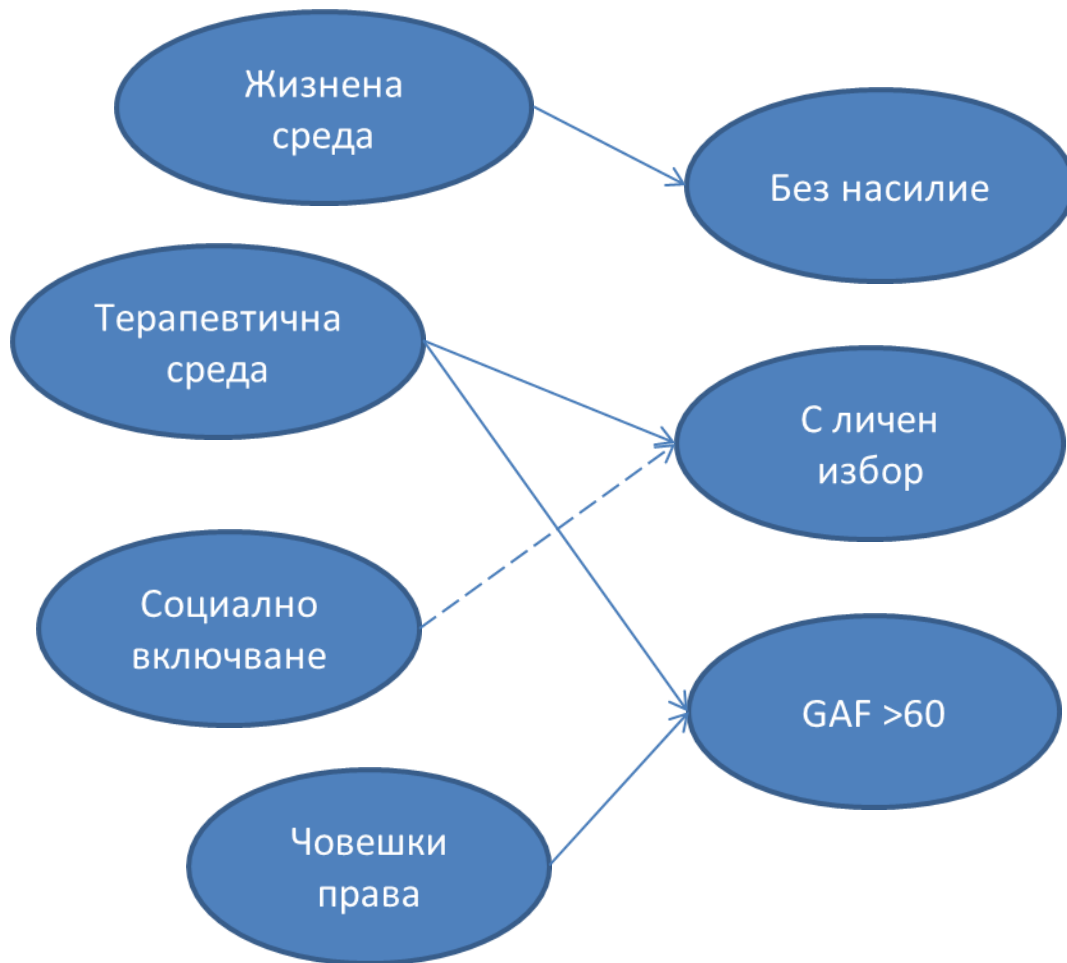 Жизнена
среда
Без насилие
Терапевтична
среда
С личен
избор
Социално
включване
GAF >60
Човешки
права